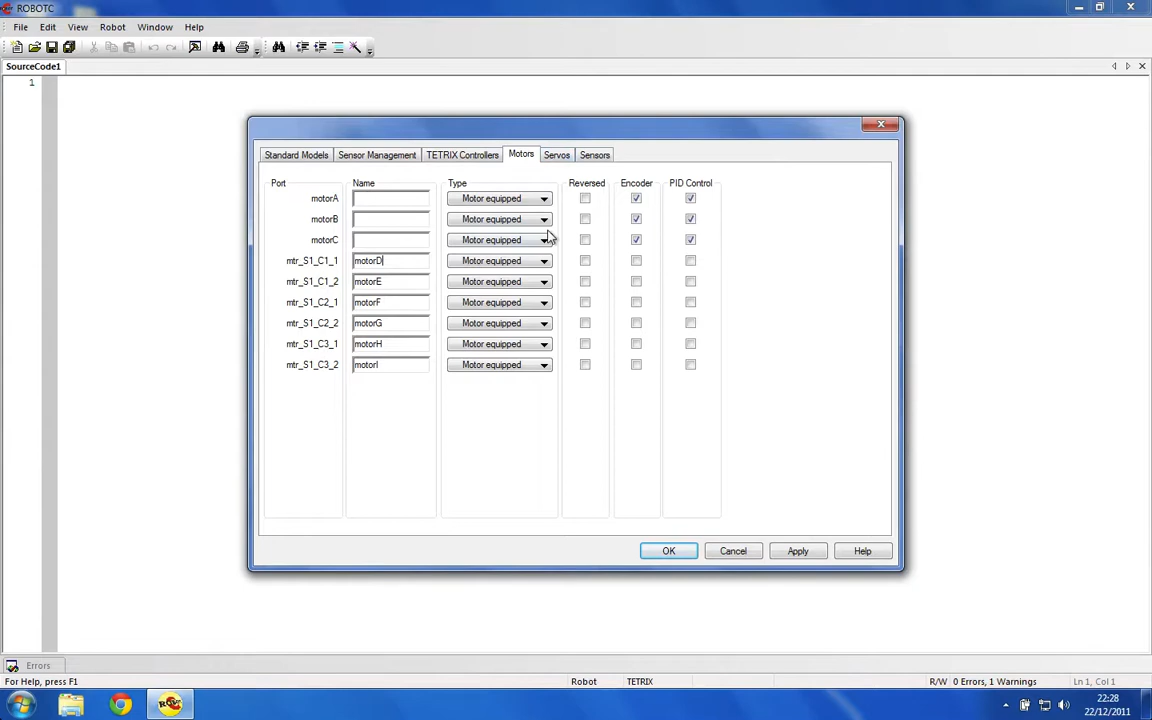 ROBOTC
File Edit View Robot Window Help
SourceCode1
1
Standard Models Sensor Management TETRIX Controllers Motors Servos Sensors
Port Name Type Reversed Encoder PID Control
motorA Motor equipped
motorB Motor equipped
motorC Motor equipped
mtr_S1_C1_1 motorD Motor equipped
mtr_S1_C1_2 motorE Motor equipped
mtr_S1_C2_1 motorF Motor equipped
mtr_S1_C2_2 motorG Motor equipped
mtr_S1_C3_1 motorH Motor equipped
mtr_S1_C3_2 motorI Motor equipped
OK Cancel Apply Help
Errors
For Help, press F1 Robot TETRIX R/W 0 Errors, 1 Warnings Ln 1, Col 1
22:28
22/12/2011